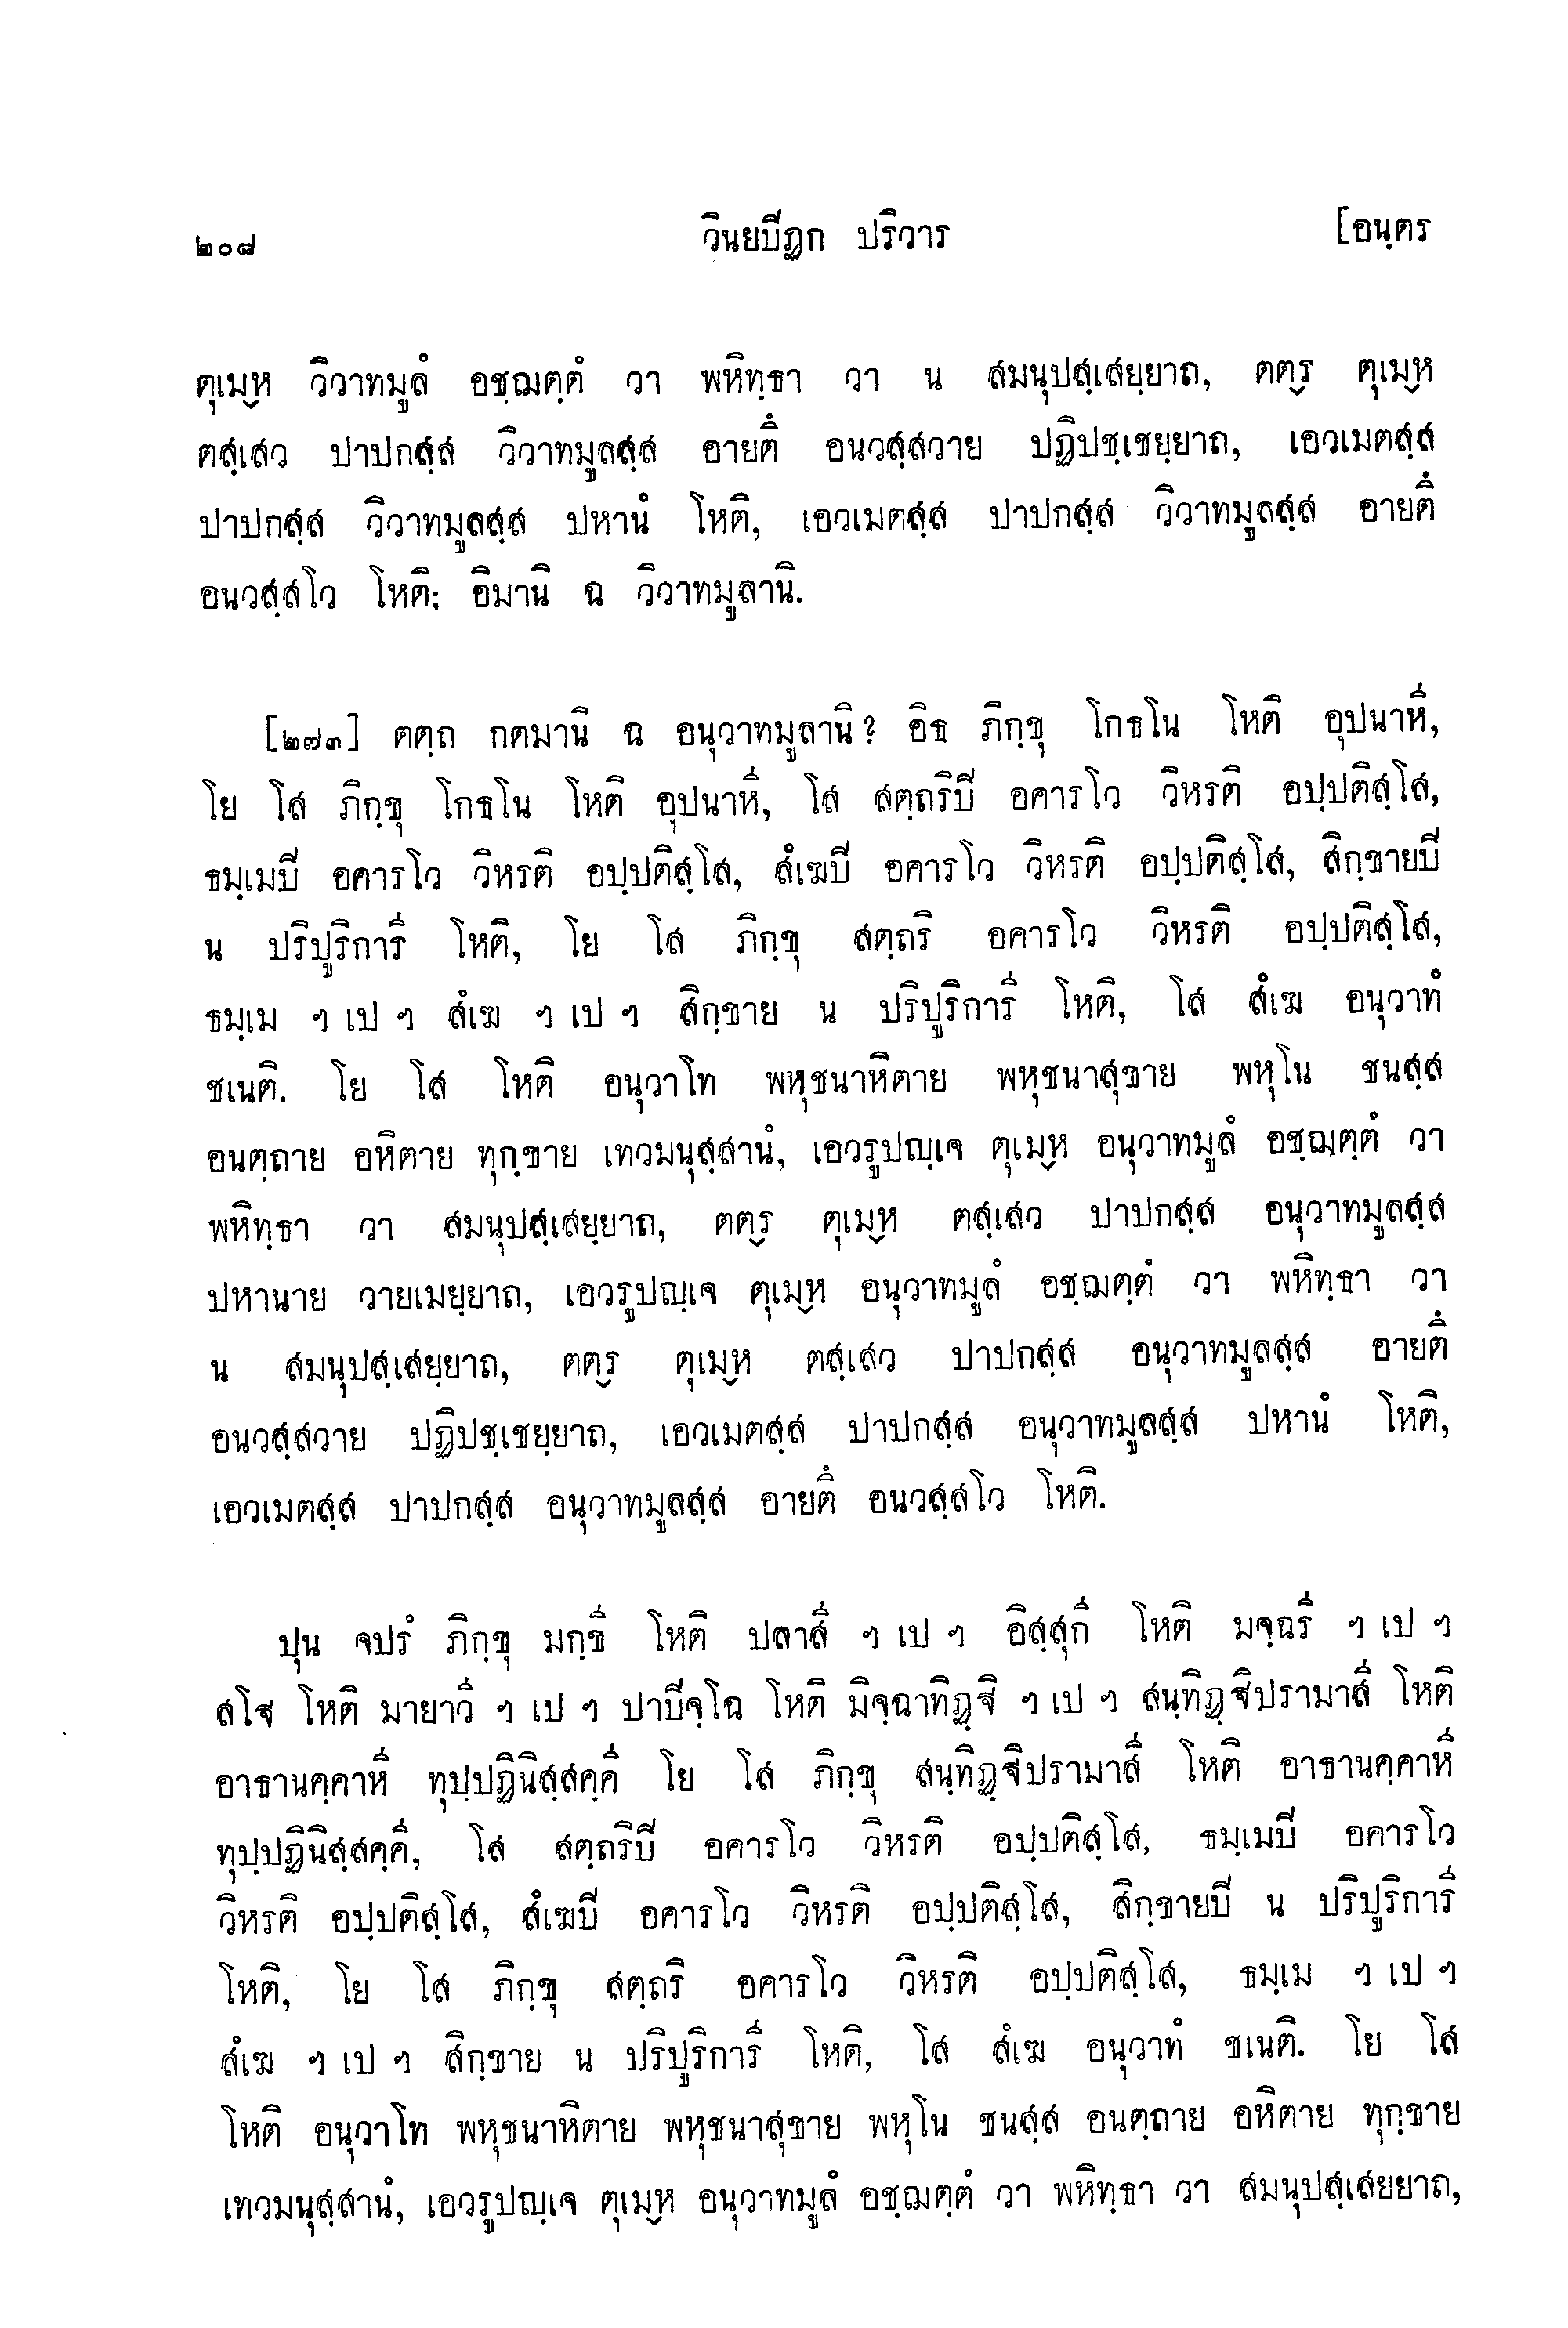 ๒๐๘ วินยปีฏก ปริวาร [อนฺตร
ตุเมฺห วิวาทมูลํ อชฺฌตฺตํ วา พหิทฺธา วา น สมนุปสฺเสยฺยาถ, ตตฺร ตุเมฺห
ตสฺเสว ปาปกสฺส วิวาทมูลสฺส อายตึ อนวสฺสวาย ปฏิปชฺเชยฺยาถ, เอวเมตสฺส
ปาปกสฺส วิวาทมูลสฺส ปหานํ โหติ, เอวเมตสฺส ปาปกสฺส วิวาทมูลสฺส อายตึ
อนวสฺสโว โหติ; อิมานิ ฉ วิวาทมูลานิ.
[๒๗๓] ตตฺถ กตมานิ ฉ อนุวาทมูลานิ? อิธ ภิกฺขุ โกธโน โหติ อุปนาหี,
โย โส ภิกฺขุ โกธโน โหติ อุปนาหี, โส สตฺถริปี อคารโว วิหรติ อปฺปติสฺโส,
ธมฺเมปี อคารโว วิหรติ อปฺปติสฺโส, สํเฆปี อคารโว วิหรติ อปฺปติสฺโส, สิกฺขายปี
น ปริปูริการี โหติ, โย โส ภิกฺขุ สตฺถริ อคารโว วิหรติ อปฺปติสฺโส,
ธมฺเม ฯ เป ฯ สํเฆ ฯ เป ฯ สิกฺขาย น ปริปูริการี โหติ, โส สํเฆ อนุวาทํ
ชเนติ. โย โส โหติ อนุวาโท พหุชนาหิตาย พหุชนาสุขาย พหุโน ชนสฺส
อนตฺถาย อหิตาย ทุกฺขาย เทวมนุสฺสานํ, เอวรูปญฺเจ ตุเมฺห อนุวาทมูลํ อชฺฌตฺตํ วา
พหิทฺธา วา สมนุปสฺเสยฺยาถ, ตตฺร ตุเมฺห ตสฺเสว ปาปกสฺส อนุวาทมูลสฺส
ปหานาย วายเมยฺยาถ, เอวรูปญฺเจ ตุเมฺห อนุวาทมูลํ อชฺฌตฺตํ วา พหิทฺธา วา
น สมนุปสฺเสยฺยาถ, ตตฺร ตุเมฺห ตสฺเสว ปาปกสฺส อนุวาทมูลสฺส อายตึ
อนวสฺสวาย ปฏิปชฺเชยฺยาถ, เอวเมตสฺส ปาปกสฺส อนุวาทมูลสฺส ปหานํ โหติ,
เอวเมตสฺส ปาปกสฺส อนุวาทมูลสฺส อายตึ อนวสฺสโว โหติ.
ปุน จปรํ ภิกฺขุ มกฺขี โหติ ปลาสี ฯ เป ฯ อิสฺสุกี โหติ มจฺฉรี ฯ เป ฯ
สโฐ โหติ มายาวี ฯ เป ฯ ปาปีจฺโฉ โหติ มิจฺฉาทิฏฺฐิ ฯ เป ฯ สนฺทิฏฺฐิปรามาสี โหติ
อาธานคฺคาหี ทุปฺปฏินิสฺสคฺคี โย โส ภิกฺขุ สนฺทิฏฺฐิปรามาสี โหติ อาธานคฺคาหี
ทุปฺปฏินิสฺสคฺคี, โส สตฺถริปี อคารโว วิหรติ อปฺปติสฺโส, ธมฺเมปี อคารโว
วิหรติ อปฺปติสฺโส, สํเฆปี อคารโว วิหรติ อปฺปติสฺโส, สิกฺขายปี น ปริปูริการี
โหติ, โย โส ภิกฺขุ สตฺถริ อคารโว วิหรติ อปฺปติสฺโส, ธมฺเม ฯ เป ฯ
สํเฆ ฯ เป ฯ สิกฺขาย น ปริปูริการี โหติ, โส สํเฆ อนุวาทํ ชเนติ. โย โส
โหติ อนุวาโท พหุชนาหิตาย พหุชนาสุขาย พหุโน ชนสฺส อนตฺถาย อหิตาย ทุกฺขาย
เทวมนุสฺสานํ, เอวรูปญฺเจ ตุเมฺห อนุวาทมูลํ อชฺฌตฺตํ วา พหิทฺธา วา สมนุปสฺเสยยาถ,